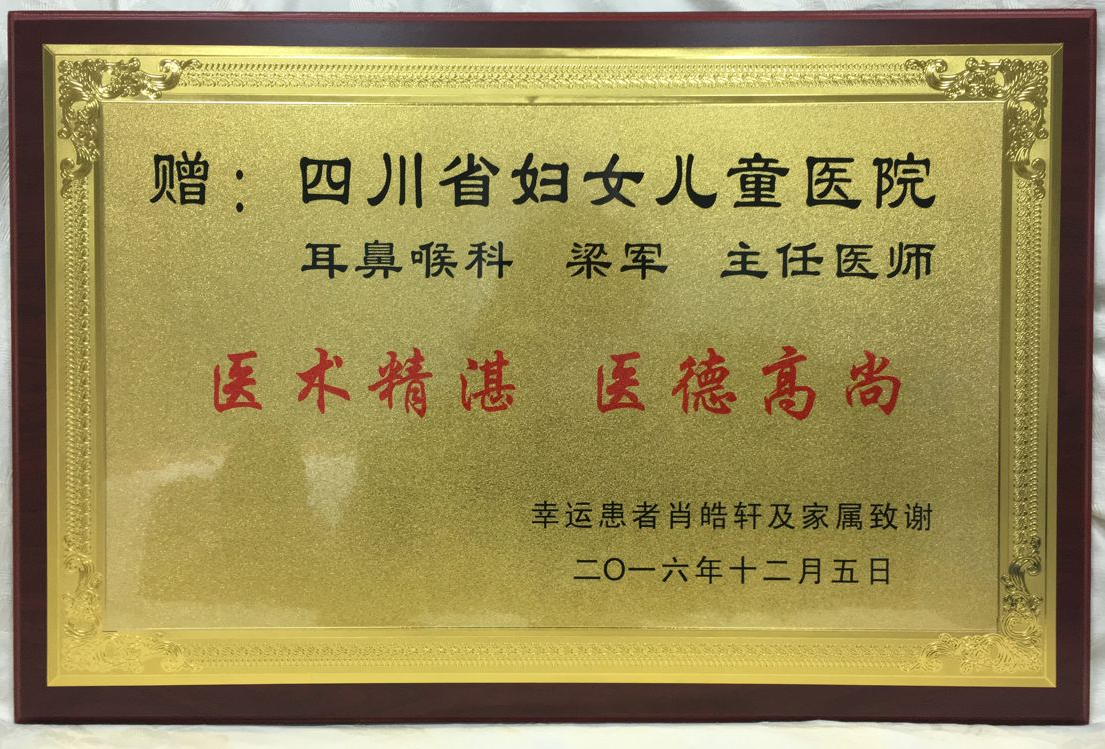 赠：四川省妇女儿童医院
耳鼻喉科 梁军 主任医师
医术精湛 医德高尚
幸运患者肖皓轩及家属致谢
二〇一六年十二月五日